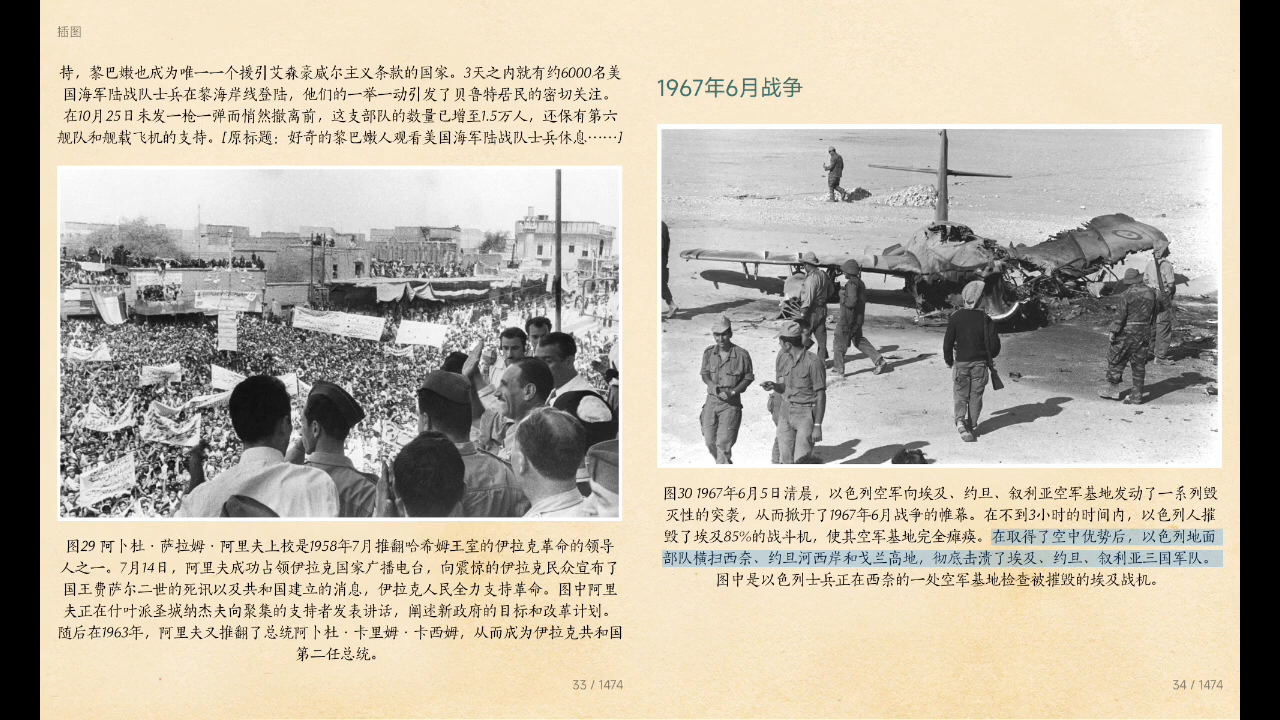 插图
持，黎巴嫩也成为唯一一个援引艾森豪威尔主义条款的国家。3天之内就有约6000名美
国海军陆战队士兵在黎海岸线登陆，他们的一举一动引发了贝鲁特居民的密切关注。
在10月25日未发一枪一弹而悄然撤离前，这支部队的数量已增至1.5万人，还保有第六
舰队和舰载飞机的支持。[原标题：好奇的黎巴嫩人观看美国海军陆战队士兵休息……]
图29 阿卜杜·萨拉姆·阿里夫上校是1958年7月推翻哈希姆王室的伊拉克革命的领导
人之一。7月14日，阿里夫成功占领伊拉克国家广播电台，向震惊的伊拉克民众宣布了
国王费萨尔二世的死讯以及共和国建立的消息，伊拉克人民全力支持革命。图中阿里
夫正在什叶派圣城纳杰夫向聚集的支持者发表讲话，阐述新政府的目标和改革计划。
随后在1963年，阿里夫又推翻了总统阿卜杜·卡里姆·卡西姆，从而成为伊拉克共和国
第二任总统。
33 / 1474
1967年6月战争
图30 1967年6月5日清晨，以色列空军向埃及、约旦、叙利亚空军基地发动了一系列毁
灭性的突袭，从而掀开了1967年6月战争的帷幕。在不到3小时的时间内，以色列人摧
毁了埃及85%的战斗机，使其空军基地完全瘫痪。在取得了空中优势后，以色列地面
部队横扫西奈、约旦河西岸和戈兰高地，彻底击溃了埃及、约旦、叙利亚三国军队。
图中是以色列士兵正在西奈的一处空军基地检查被摧毁的埃及战机。
34 / 1474